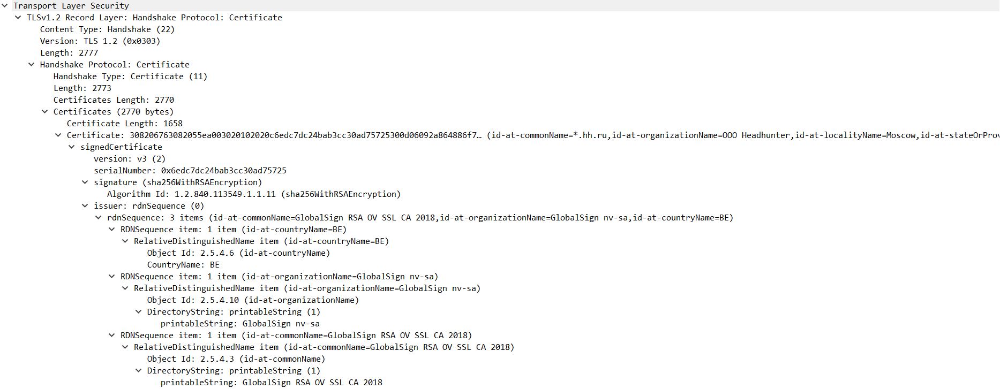 Transport Layer Security
TLSv1.2 Record Layer: Handshake Protocol: Certificate
Content Type: Handshake (22)
Version: TLS 1.2 (0x0303)
Length: 2777
Handshake Protocol: Certificate
Handshake Type: Certificate (11)
Length: 2773
Certificates Length: 2770
Certificates (2770 bytes)
Certificate Length: 1658
Certificate: 308206763082055ea003020102020c6edc7dc24bab3cc30ad75725300d06092a864886f7… (id-at-commonName=*.hh.ru,id-at-organizationName=OOO Headhunter,id-at-localityName=Moscow,id-at-stateOrProv
signedCertificate
version: v3 (2)
serialNumber: 0x6edc7dc24bab3cc30ad75725
signature (sha256WithRSAEncryption)
Algorithm Id: 1.2.840.113549.1.1.11 (sha256WithRSAEncryption)
issuer: rdnSequence (0)
rdnSequence: 3 items (id-at-commonName=GlobalSign RSA OV SSL CA 2018,id-at-organizationName=GlobalSign nv-sa,id-at-countryName=BE)
RDNSequence item: 1 item (id-at-countryName=BE)
RelativeDistinguishedName item (id-at-countryName=BE)
Object Id: 2.5.4.6 (id-at-countryName)
CountryName: BE
RDNSequence item: 1 item (id-at-organizationName=GlobalSign nv-sa)
RelativeDistinguishedName item (id-at-organizationName=GlobalSign nv-sa)
Object Id: 2.5.4.10 (id-at-organizationName)
DirectoryString: printableString (1)
printableString: GlobalSign nv-sa
RDNSequence item: 1 item (id-at-commonName=GlobalSign RSA OV SSL CA 2018)
RelativeDistinguishedName item (id-at-commonName=GlobalSign RSA OV SSL CA 2018)
Object Id: 2.5.4.3 (id-at-commonName)
DirectoryString: printableString (1)
printableString: GlobalSign RSA OV SSL CA 2018